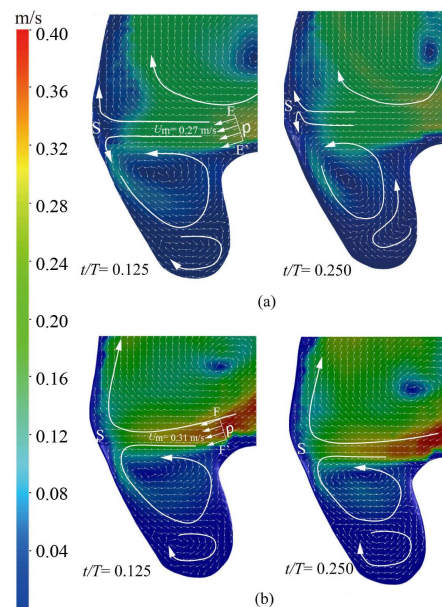 m/s
0.40
0.36
0.32
0.28
0.24
0.20
0.16
0.12
0.08
0.04
E
p
S
Um= 0.27 m/s
E'
t/T= 0.125
S
t/T= 0.250
(a)
F
p
S
Um= 0.31 m/s
F'
t/T= 0.125
S
t/T= 0.250
(b)